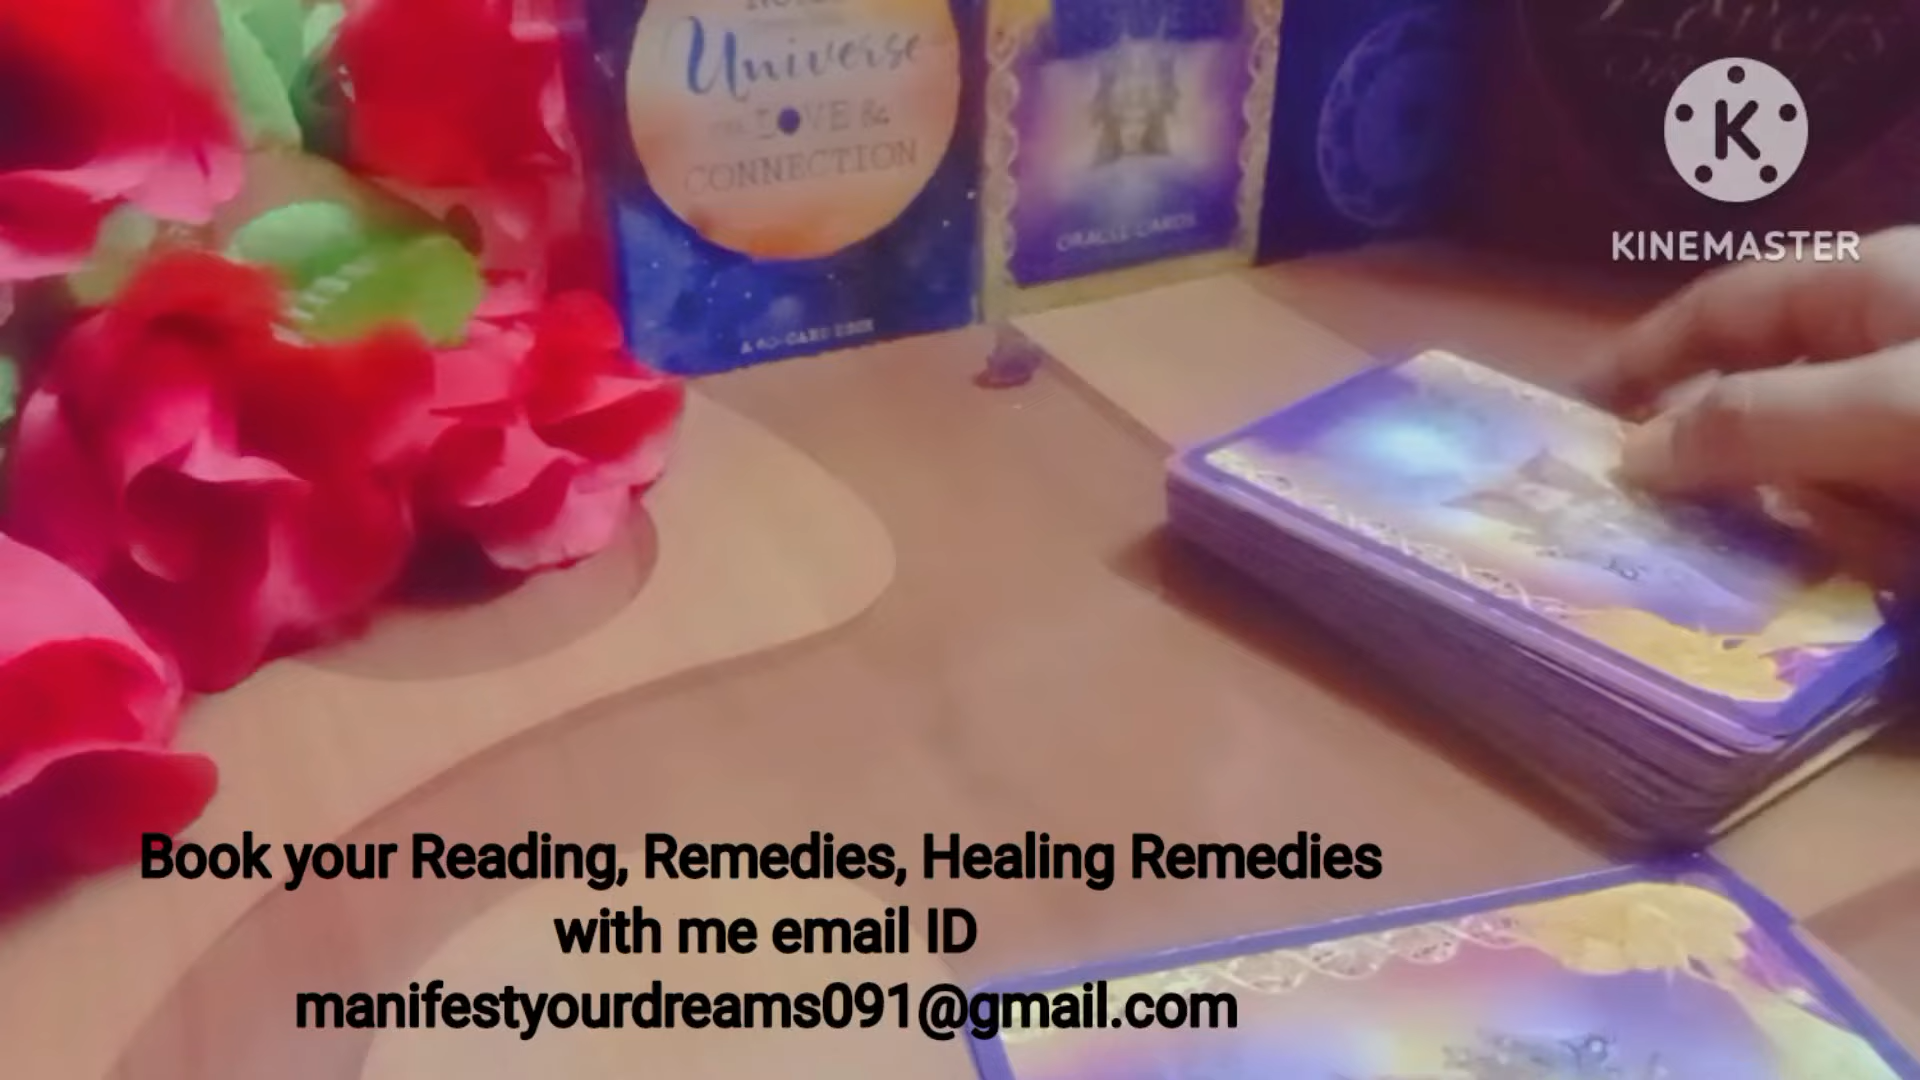 Universe
LOVE &
CONNECTION
ORACLE CARDS
KINEMASTER
Book your Reading, Remedies, Healing Remedies
with me email ID
manifestyourdreams091@gmail.com